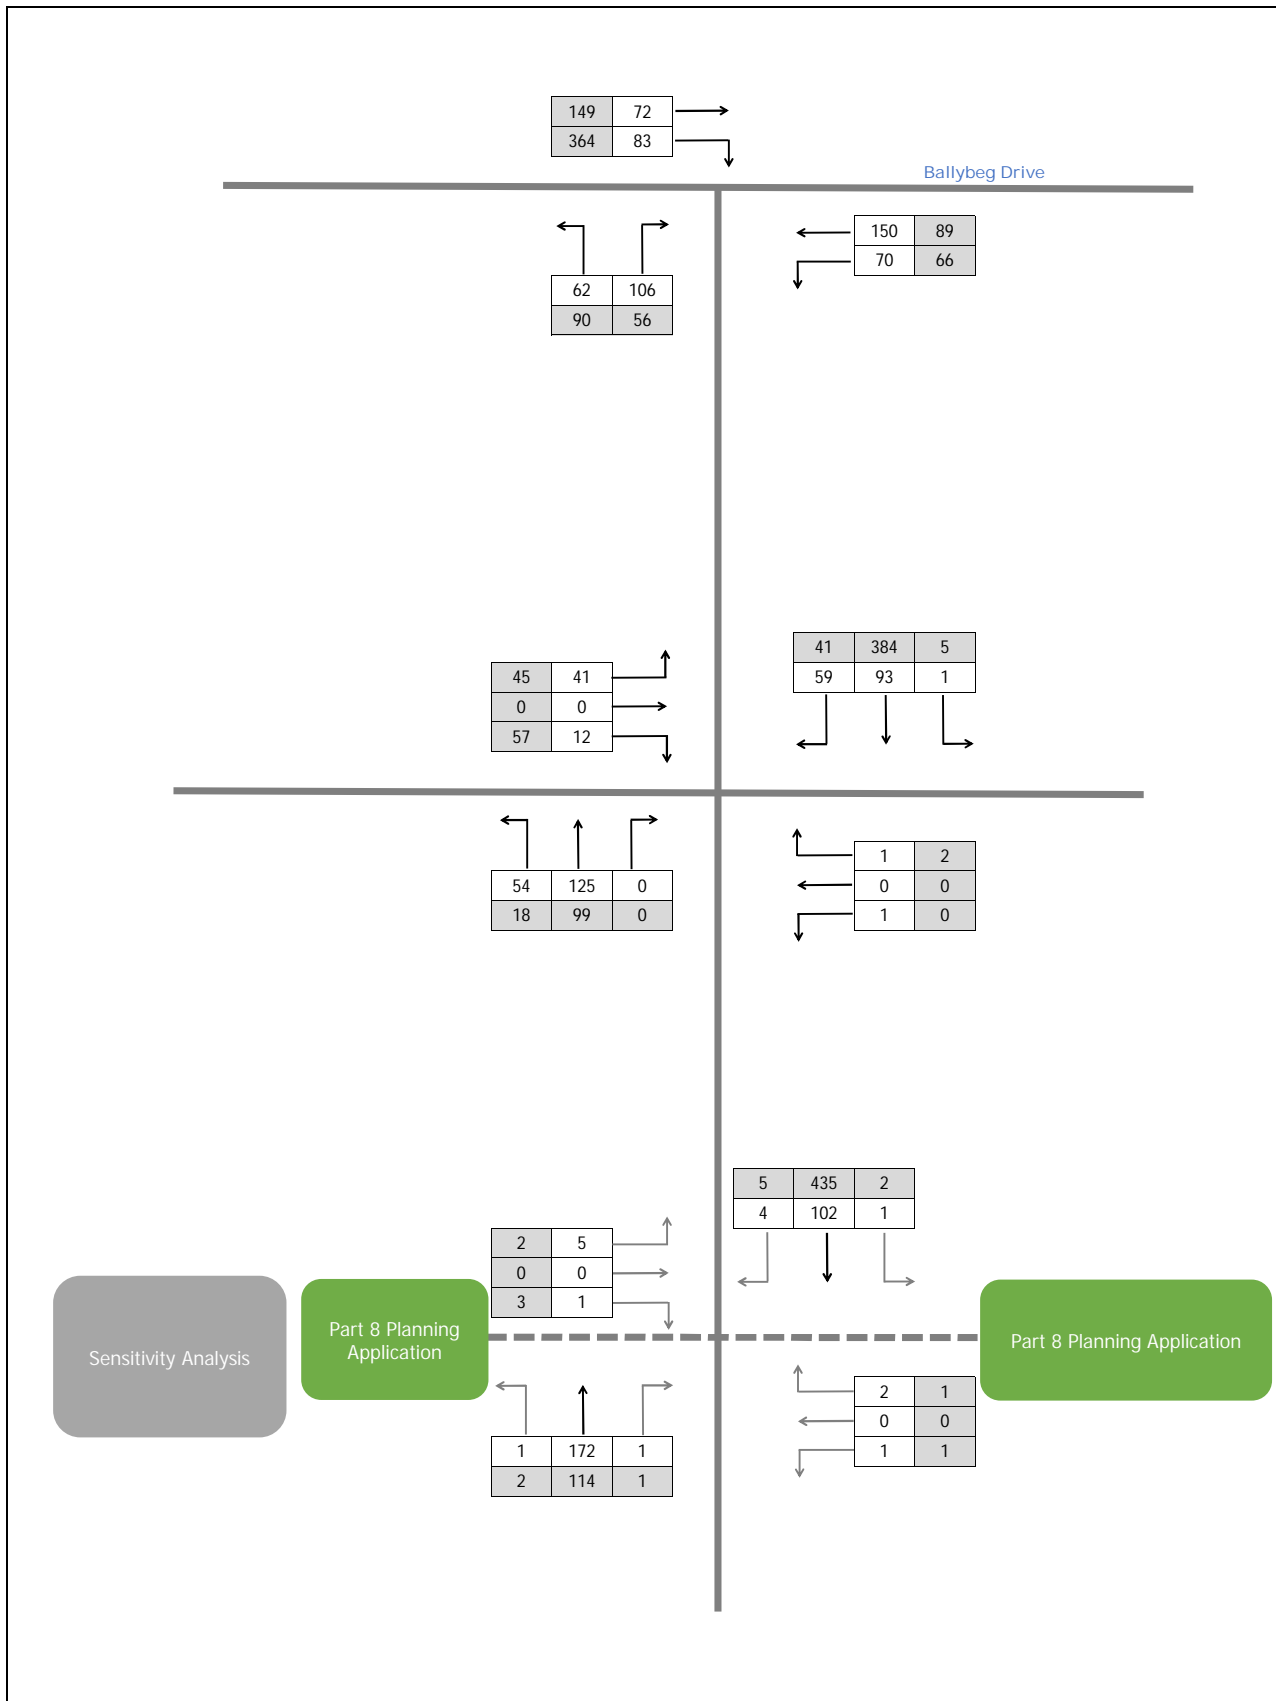 149 72
364 83
Ballybeg Drive
150 89
70 66
62 106
90 56
41 384 5
59 93 1
45 41
0 0
57 12
1 2
0 0
1 0
54 125 0
18 99 0
5 435 2
4 102 1
2 5
0 0
3 1
Sensitivity Analysis
Part 8 Planning
Application
Part 8 Planning Application
2 1
0 0
1 1
1 172 1
2 114 1